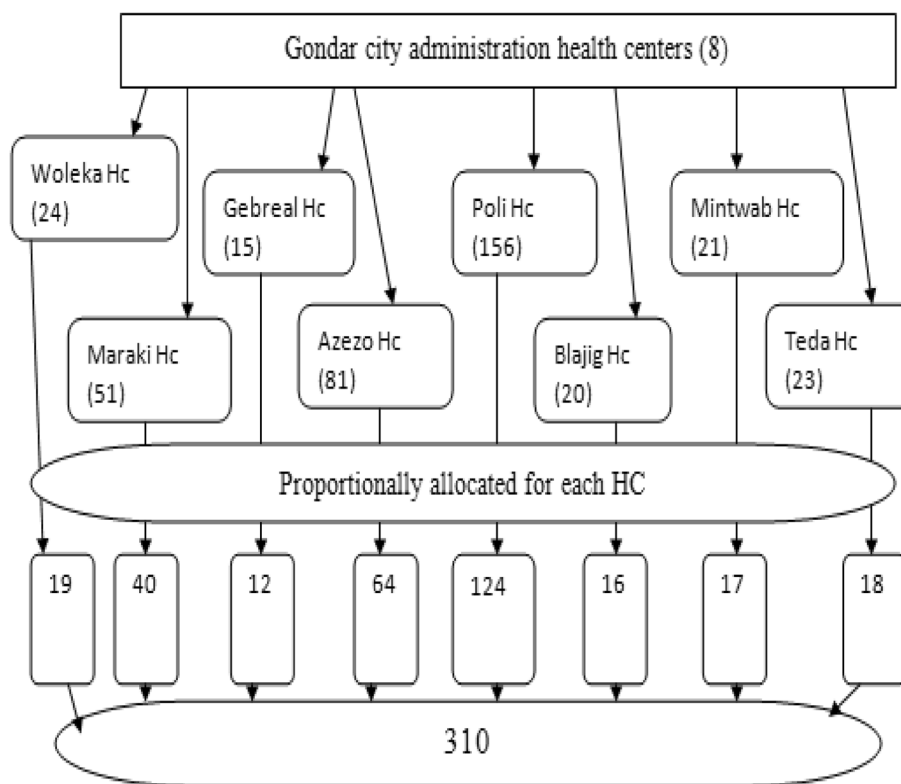 Gondar city administration health centers (8)
Woleka Hc
(24)
Gebreal Hc
(15)
Poli Hc
(156)
Mintwab Hc
(21)
Maraki Hc
(51)
Azezo Hc
(81)
Blajig Hc
(20)
Teda Hc
(23)
Proportionally allocated for each HC
19
40
12
64
124
16
17
18
310